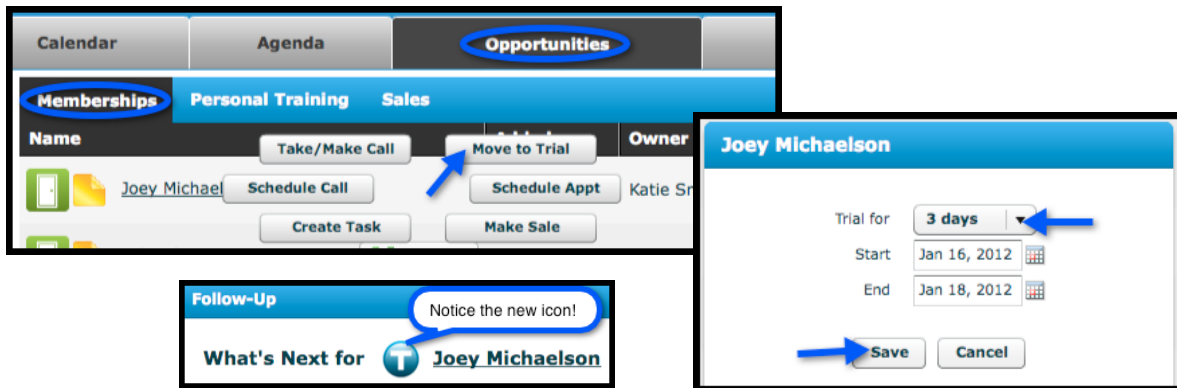 Calendar Agenda Opportunities
Memberships Personal Training Sales
Name Owner
Take/Make Call Move to Trial
Joey Michael Schedule Call Schedule Appt Katie
Create Task Make Sale
Joey Michaelson
Trial for 3 days
Start Jan 16, 2012
End Jan 18, 2012
Save Cancel
Follow-Up
Notice the new icon!
What's Next for T Joey Michaelson